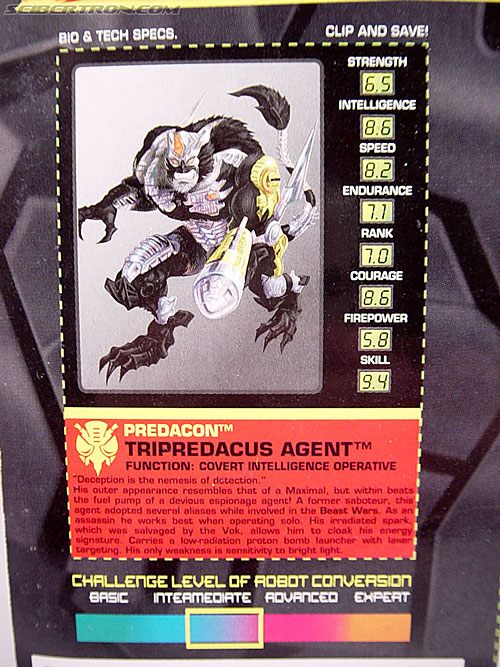 SEIBERTRON.COM
BIO & TECH SPECS.
CLIP AND SAVE!
STRENGTH
6.5
INTELLIGENCE
8.6
SPEED
8.2
ENDURANCE
7.1
RANK
7.0
COURAGE
8.6
FIREPOWER
5.8
SKILL
9.4
PREDACON™
TRIPREDACUS AGENT™
FUNCTION: COVERT INTELLIGENCE OPERATIVE
"Deception is the nemesis of detection."
His outer appearance resembles that of a Maximal, but within beats
the fuel pump of a devious espionage agent! A former saboteur, this
agent adopted several aliases while involved in the Beast Wars. As an
assassin he works best when operating solo. His irradiated spark,
which was salvaged by the Vok, allows him to cloak his energy
signature. Carries a low-radiation proton bomb launcher with laser
targeting. His only weakness is sensitivity to bright light.
CHALLENGE LEVEL OF ROBOT CONVERSION
BASIC INTERMEDIATE ADVANCED EXPERT